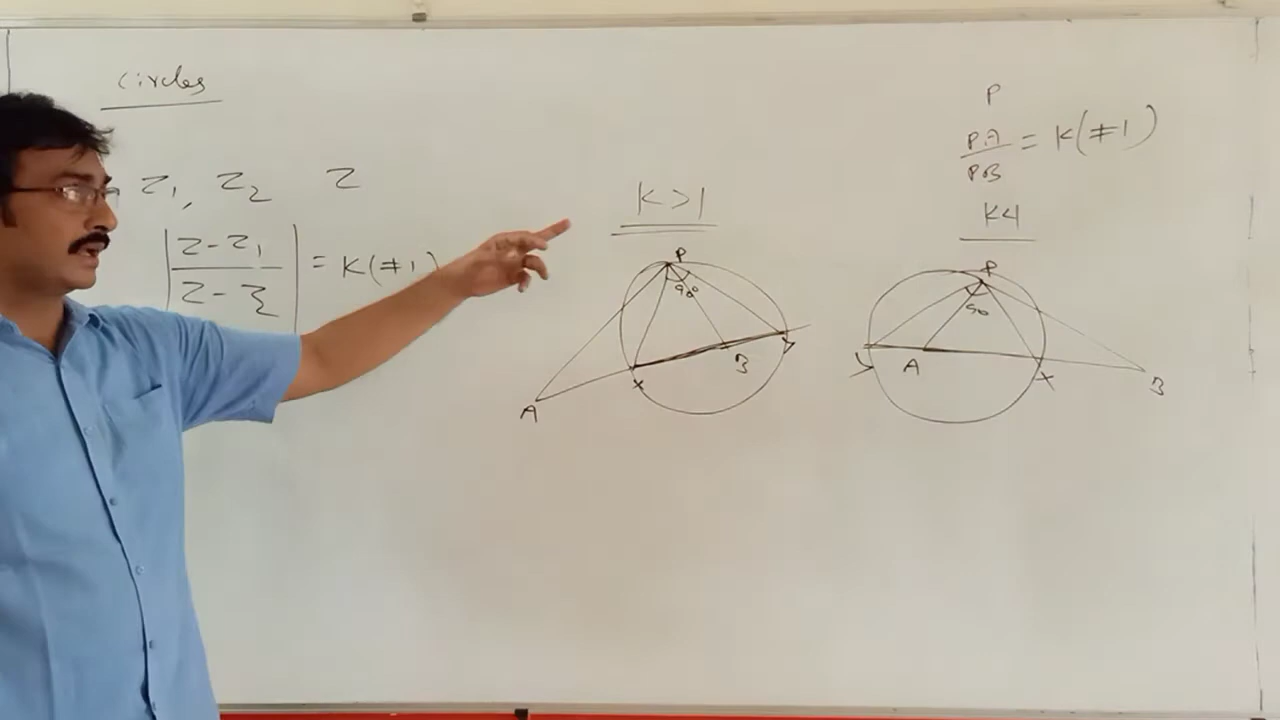 Circles
z₁, z₂ z
|z-z₁ / z-z₂| = K(≠1)
K>1
P
90°
A X B Y
P
PA/PB = K(≠1)
K<1
P
90
Y A X B